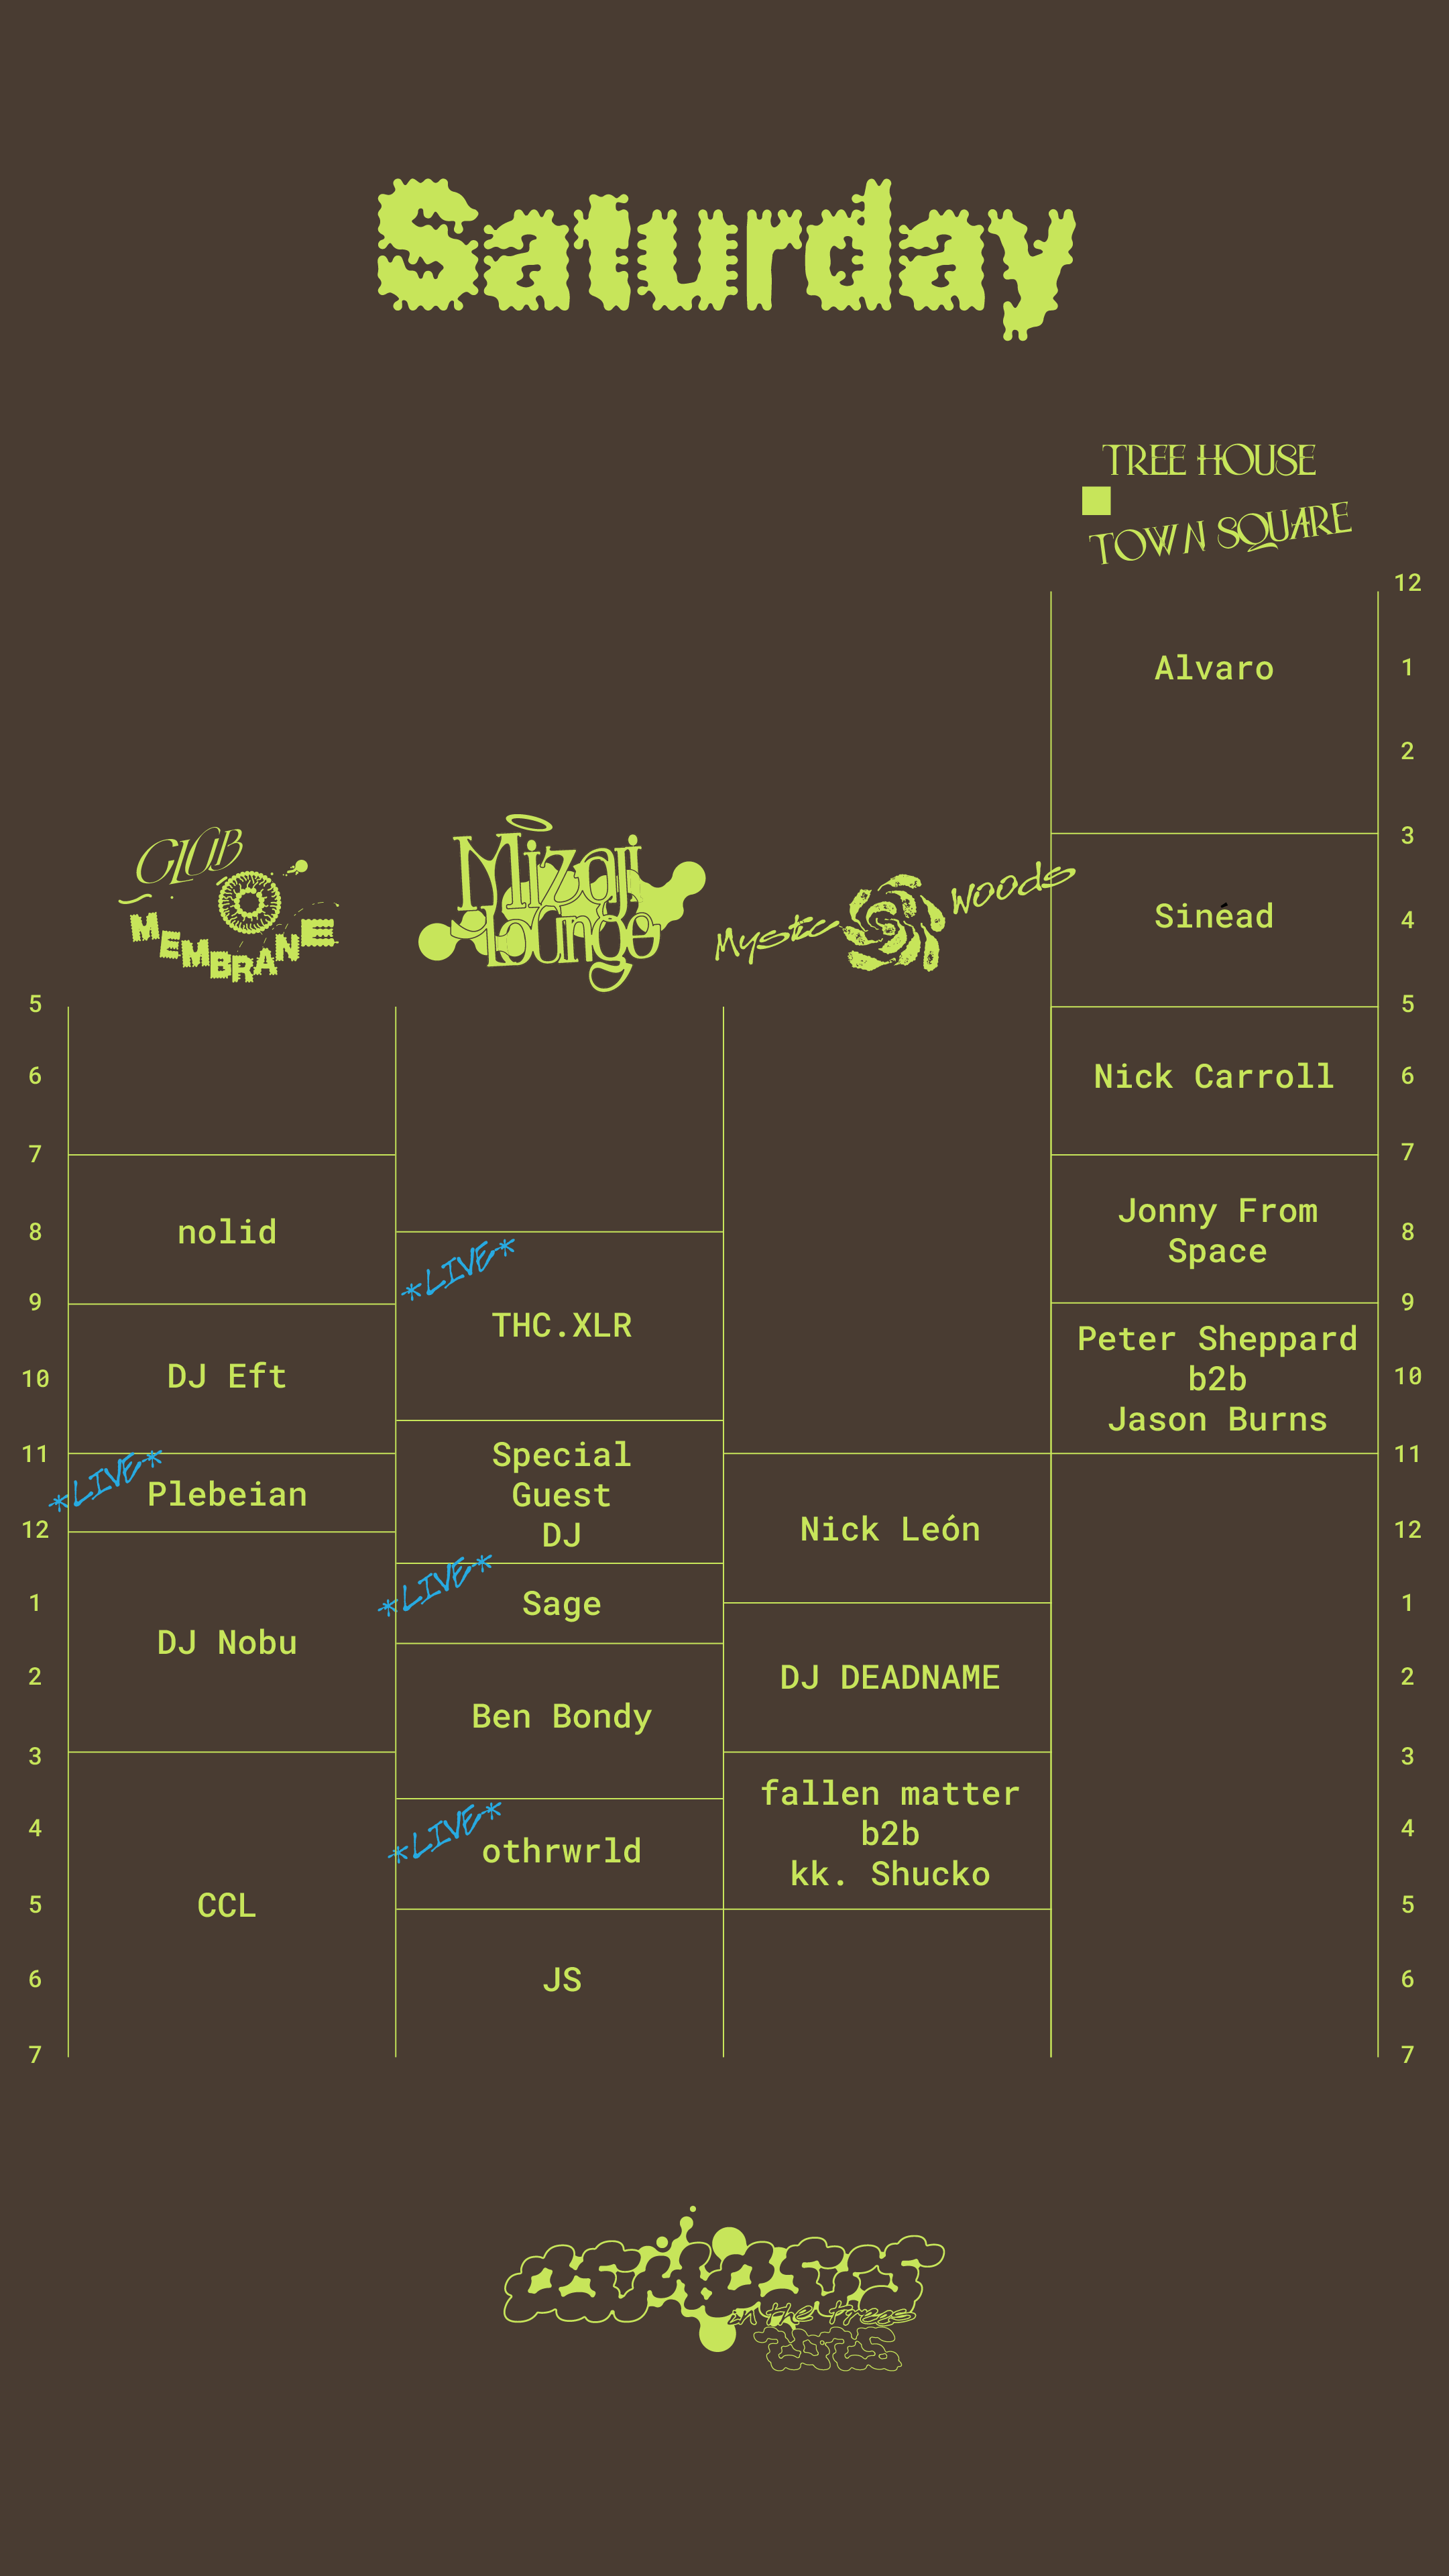 Saturday
TREE HOUSE
TOWN SQUARE
CLUB
MEMBRANE
Mizaji
Lounge
Mystic Woods
12
Alvaro
1
2
3
Sinéad
4
5
5
6
Nick Carroll
6
7
7
8
nolid
Jonny From
Space
8
9
*LIVE*
THC.XLR
9
10
DJ Eft
Peter Sheppard
b2b
Jason Burns
10
11
*LIVE*
Plebeian
Special
Guest
DJ
11
12
Nick León
12
1
*LIVE*
Sage
1
DJ Nobu
2
DJ DEADNAME
2
Ben Bondy
3
3
fallen matter
b2b
kk. Shucko
4
*LIVE*
othrwrld
4
5
CCL
5
6
JS
6
7
7
in the trees